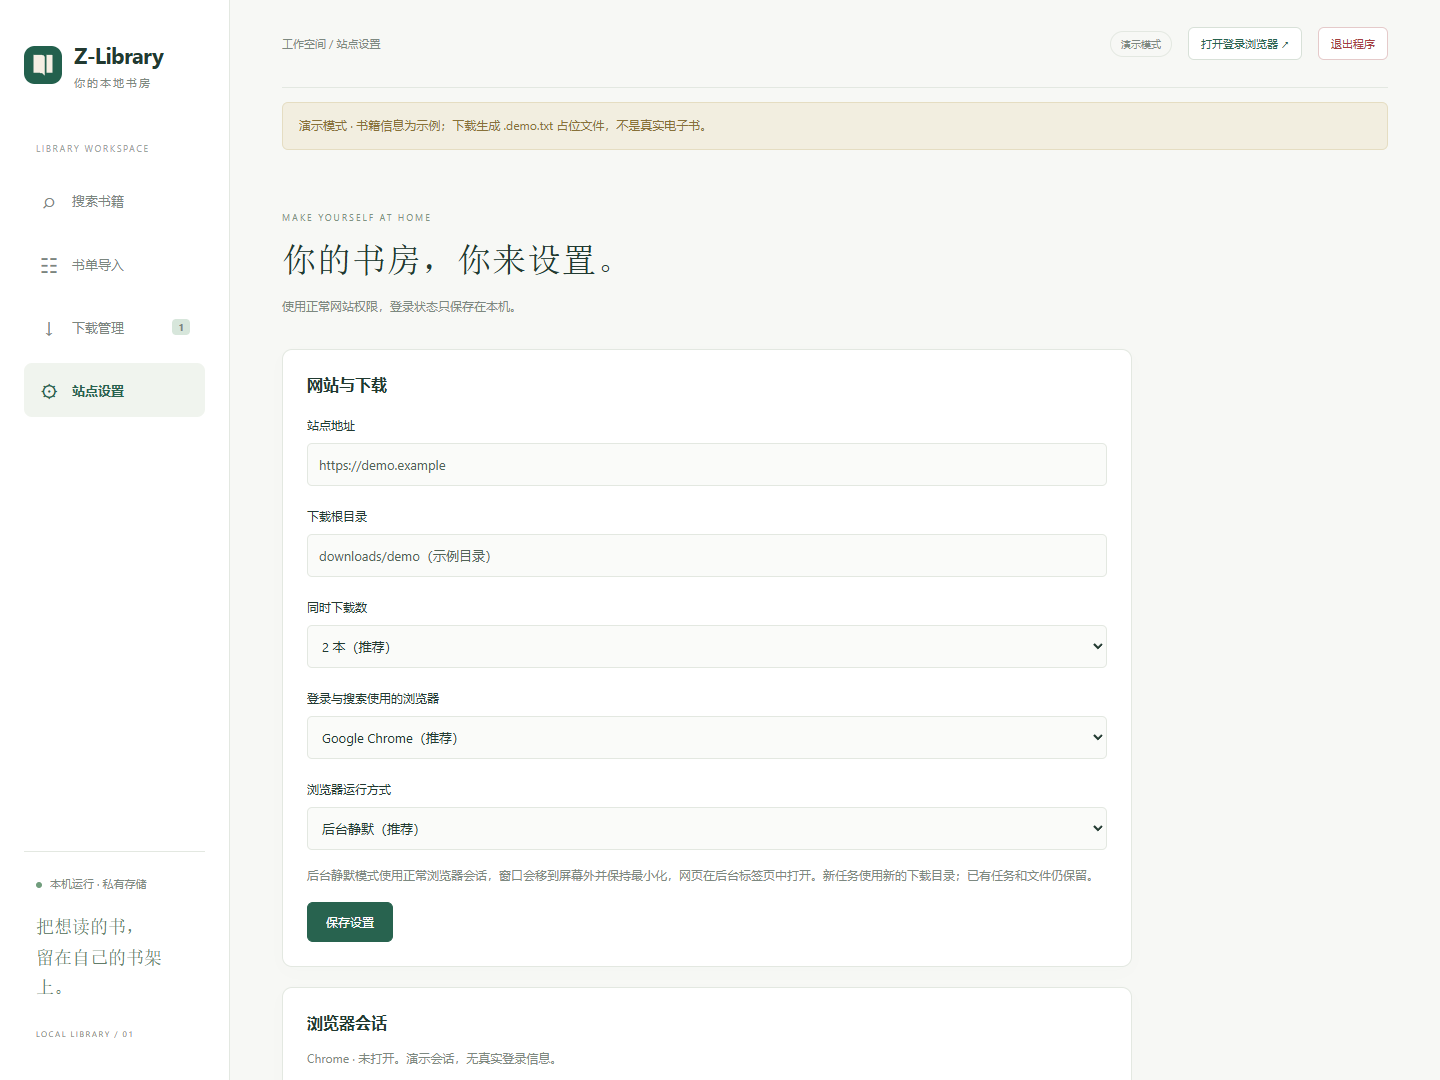 Z-Library
你的本地书房
LIBRARY WORKSPACE
搜索书籍
书单导入
下载管理
1
站点设置
本机运行 · 私有存储
把想读的书，
留在自己的书架
上。
LOCAL LIBRARY / 01
工作空间 / 站点设置
演示模式
打开登录浏览器 ↗
退出程序
演示模式 · 书籍信息为示例；下载生成 .demo.txt 占位文件，不是真实电子书。
MAKE YOURSELF AT HOME
你的书房，你来设置。
使用正常网站权限，登录状态只保存在本机。
网站与下载
站点地址
https://demo.example
下载根目录
downloads/demo（示例目录）
同时下载数
2 本（推荐）
登录与搜索使用的浏览器
Google Chrome（推荐）
浏览器运行方式
后台静默（推荐）
后台静默模式使用正常浏览器会话，窗口会移到屏幕外并保持最小化，网页在后台标签页中打开。新任务使用新的下载目录；已有任务和文件仍保留。
保存设置
浏览器会话
Chrome · 未打开。演示会话，无真实登录信息。